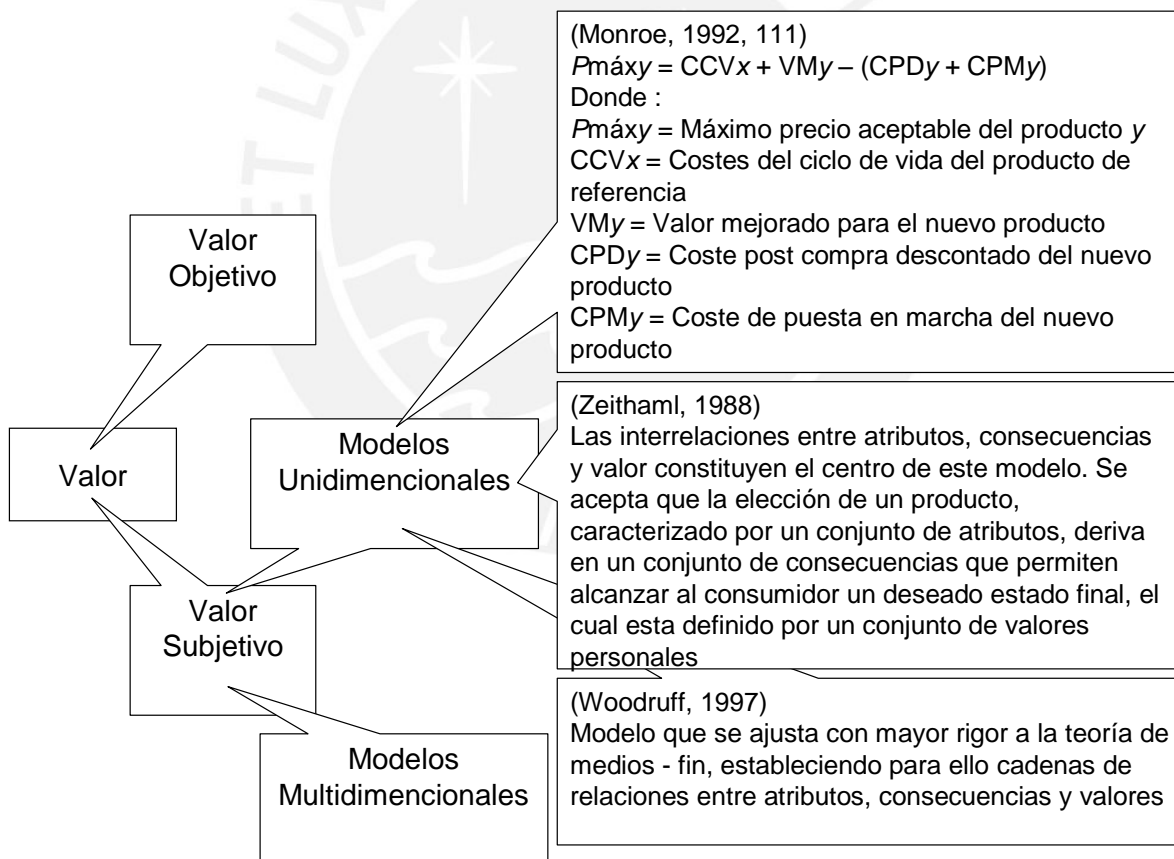 ET LUX
(Monroe, 1992, 111)
Pmáxy = CCVx + VMy – (CPDy + CPMy)
Donde :
Pmáxy = Máximo precio aceptable del producto y
CCVx = Costes del ciclo de vida del producto de
referencia
VMy = Valor mejorado para el nuevo producto
CPDy = Coste post compra descontado del nuevo
producto
CPMy = Coste de puesta en marcha del nuevo
producto
Valor
Objetivo
Valor
Modelos
Unidimencionales
(Zeithaml, 1988)
Las interrelaciones entre atributos, consecuencias
y valor constituyen el centro de este modelo. Se
acepta que la elección de un producto,
caracterizado por un conjunto de atributos, deriva
en un conjunto de consecuencias que permiten
alcanzar al consumidor un deseado estado final, el
cual esta definido por un conjunto de valores
personales
Valor
Subjetivo
(Woodruff, 1997)
Modelo que se ajusta con mayor rigor a la teoría de
medios - fin, estableciendo para ello cadenas de
relaciones entre atributos, consecuencias y valores
Modelos
Multidimencionales